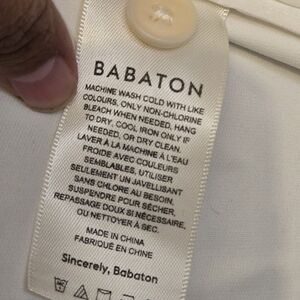 BABATON
MACHINE WASH COLD WITH LIKE
COLOURS, ONLY NON-CHLORINE
BLEACH WHEN NEEDED, HANG
TO DRY. COOL IRON ONLY IF
NEEDED, OR DRY CLEAN.
LAVER À LA MACHINE À L'EAU
FROIDE AVEC COULEURS
SEMBLABLES, UTILISER
SEULEMENT UN JAVELLISANT
SANS CHLORE AU BESOIN.
SUSPENDRE POUR SÉCHER,
REPASSAGE DOUX SI NÉCESSAIRE,
OU NETTOYER À SEC.
MADE IN CHINA
FABRIQUÉ EN CHINE
Sincerely, Babaton